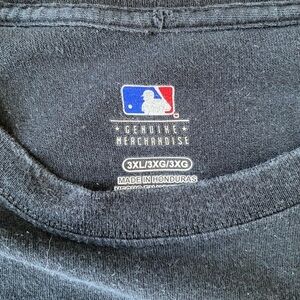 ★ GENUINE ★
MERCHANDISE
3XL/3XG/3XG
MADE IN HONDURAS